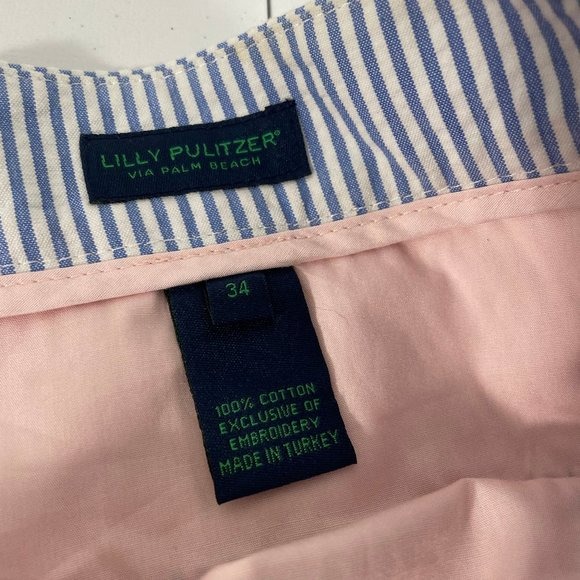 LILLY PULITZER®
VIA PALM BEACH
34
100% COTTON
EXCLUSIVE OF
EMBROIDERY
MADE IN TURKEY